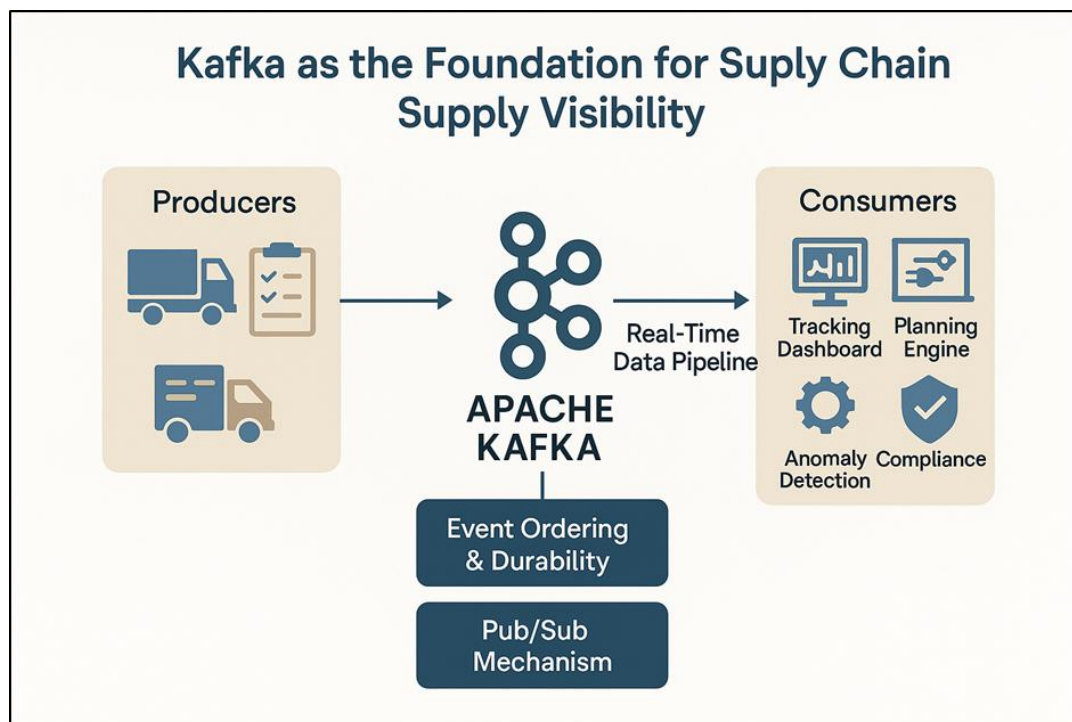 Kafka as the Foundation for Suply Chain
Supply Visibility
Producers
APACHE
KAFKA
Real-Time
Data Pipeline
Event Ordering
& Durability
Pub/Sub
Mechanism
Consumers
Tracking
Dashboard
Planning
Engine
Anomaly
Detection
Compliance